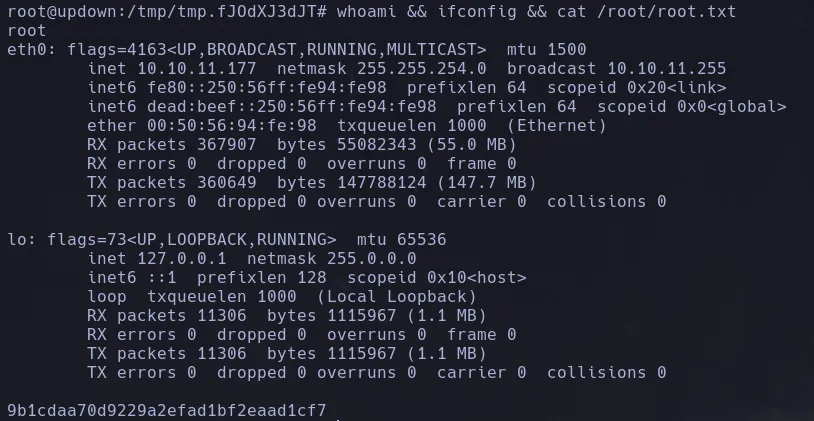 root@updown:/tmp/tmp.fJOdXJ3dJT# whoami && ifconfig && cat /root/root.txt
root
eth0: flags=4163<UP,BROADCAST,RUNNING,MULTICAST>  mtu 1500
        inet 10.10.11.177  netmask 255.255.254.0  broadcast 10.10.11.255
        inet6 fe80::250:56ff:fe94:fe98  prefixlen 64  scopeid 0x20<link>
        inet6 dead:beef::250:56ff:fe94:fe98  prefixlen 64  scopeid 0x0<global>
        ether 00:50:56:94:fe:98  txqueuelen 1000  (Ethernet)
        RX packets 367907  bytes 55082343 (55.0 MB)
        RX errors 0  dropped 0  overruns 0  frame 0
        TX packets 360649  bytes 147788124 (147.7 MB)
        TX errors 0  dropped 0 overruns 0  carrier 0  collisions 0

lo: flags=73<UP,LOOPBACK,RUNNING>  mtu 65536
        inet 127.0.0.1  netmask 255.0.0.0
        inet6 ::1  prefixlen 128  scopeid 0x10<host>
        loop  txqueuelen 1000  (Local Loopback)
        RX packets 11306  bytes 1115967 (1.1 MB)
        RX errors 0  dropped 0  overruns 0  frame 0
        TX packets 11306  bytes 1115967 (1.1 MB)
        TX errors 0  dropped 0 overruns 0  carrier 0  collisions 0

9b1cdaa70d9229a2efad1bf2eaad1cf7